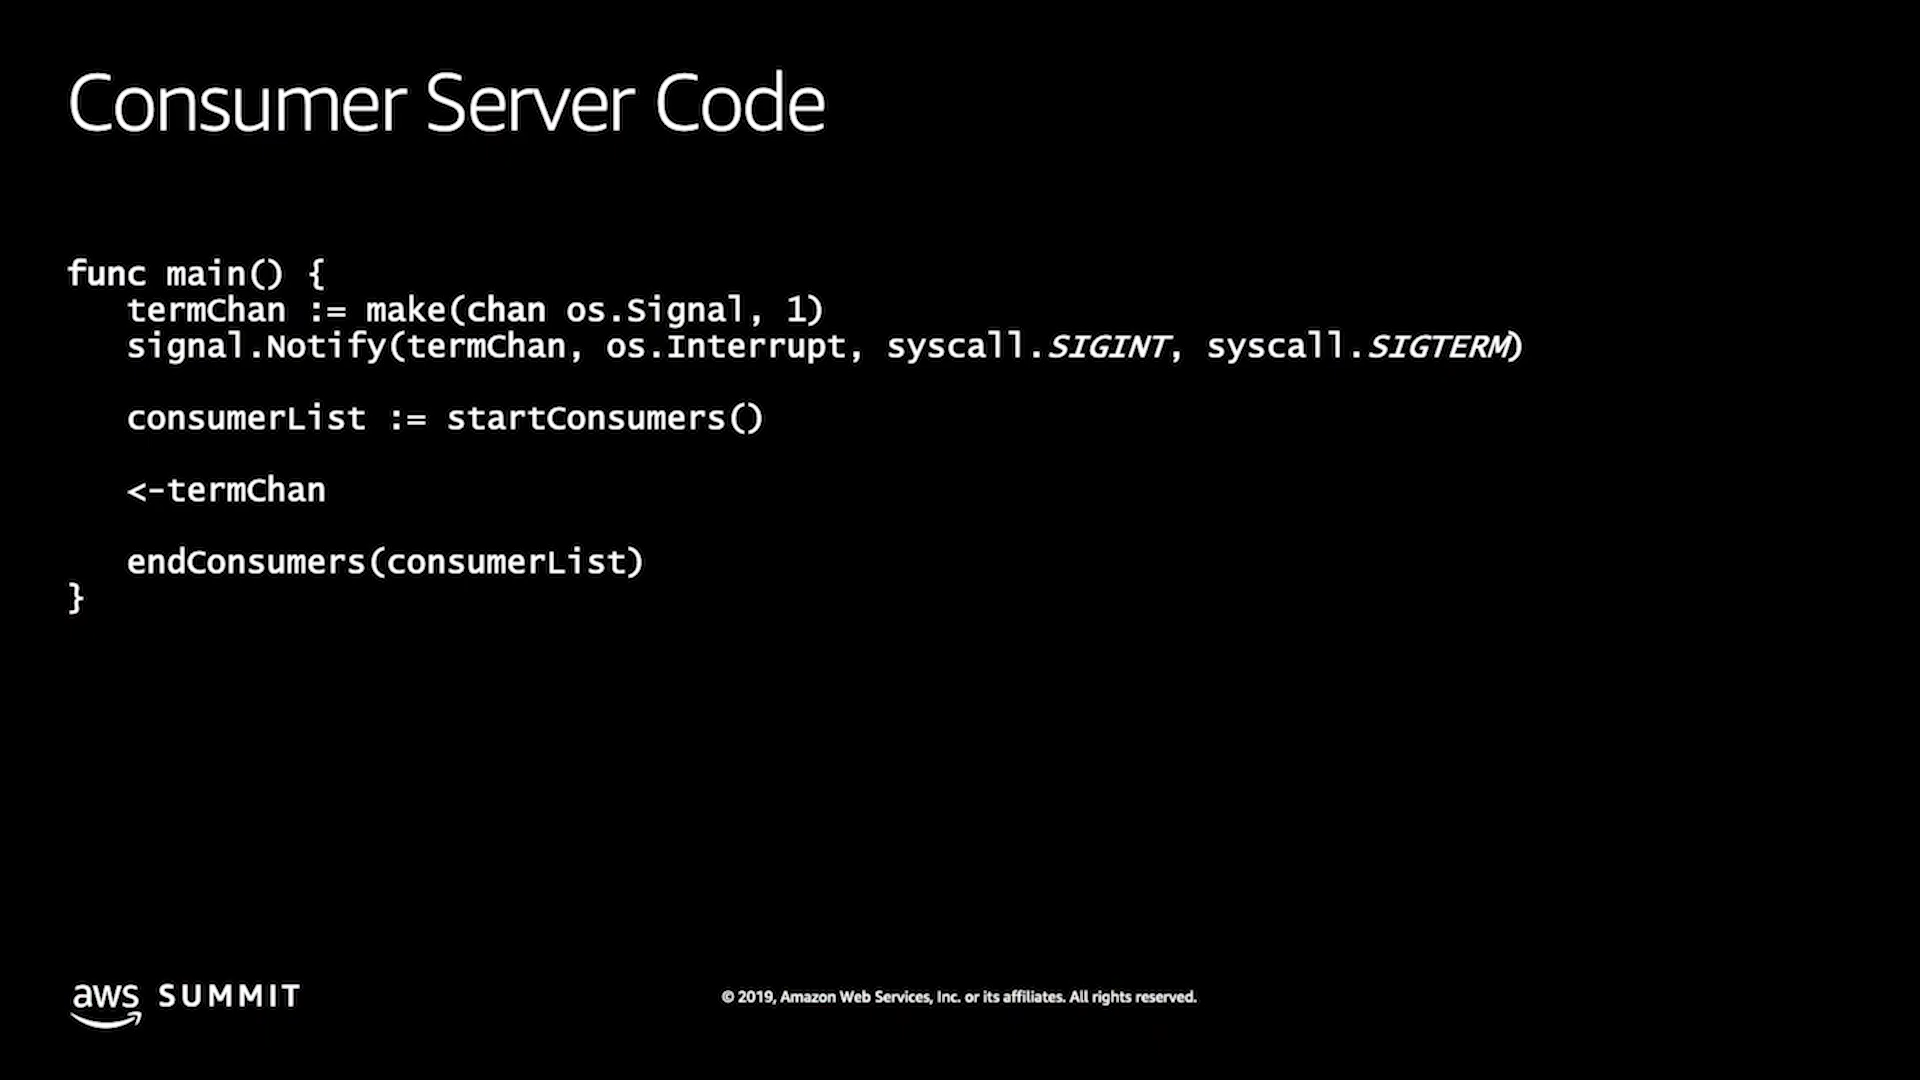 Consumer Server Code
func main() {
termChan := make(chan os.Signal, 1)
signal.Notify(termChan, os.Interrupt, syscall.SIGINT, syscall.SIGTERM)
consumerList := startConsumers()
<-termChan
endConsumers(consumerList)
}
aws SUMMIT
© 2019, Amazon Web Services, Inc. or its affiliates. All rights reserved.